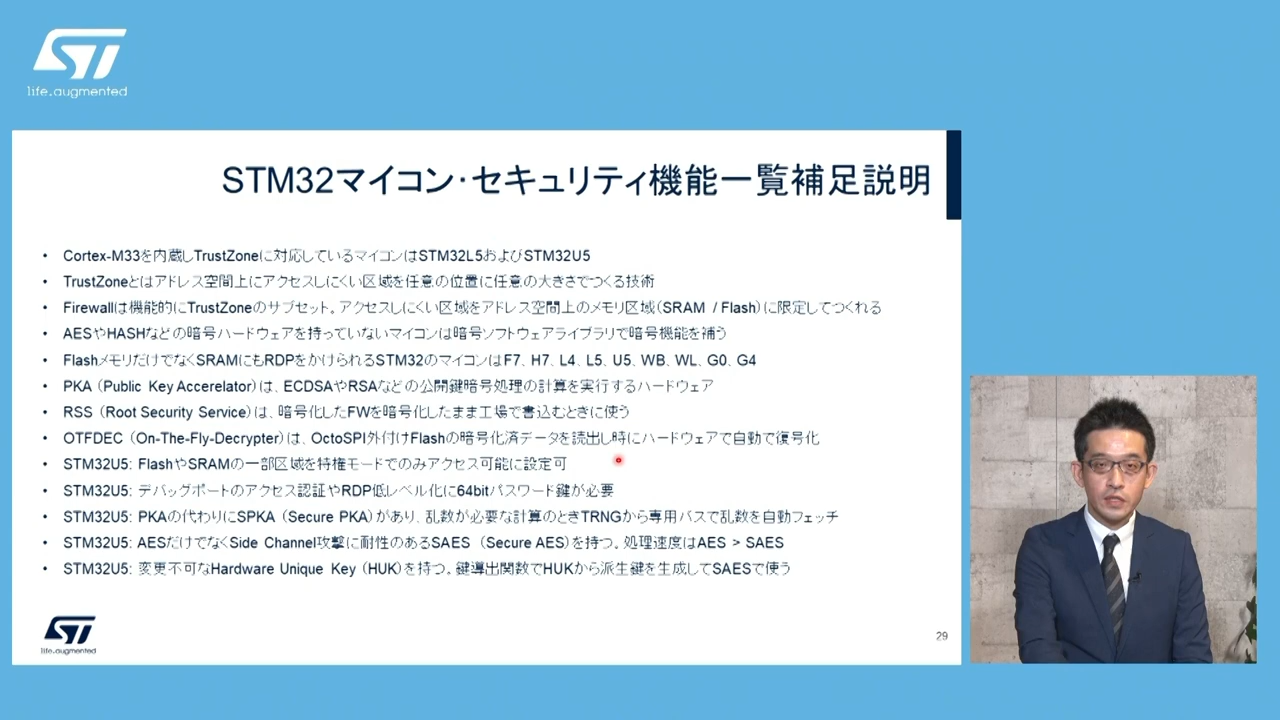 ST
life.augmented
STM32マイコン・セキュリティ機能一覧補足説明
• Cortex-M33を内蔵しTrustZoneに対応しているマイコンはSTM32L5およびSTM32U5
• TrustZoneとはアドレス空間上にアクセスしにくい区域を任意の位置に任意の大きさでつくる技術
• Firewallは機能的にTrustZoneのサブセット。アクセスしにくい区域をアドレス空間上のメモリ区域（SRAM / Flash）に限定してつくれる
• AESやHASHなどの暗号ハードウェアを持っていないマイコンは暗号ソフトウェアライブラリで暗号機能を補う
• FlashメモリだけでなくSRAMにもRDPをかけられるSTM32のマイコンはF7、H7、L4、L5、U5、WB、WL、G0、G4
• PKA（Public Key Accerelator）は、ECDSAやRSAなどの公開鍵暗号処理の計算を実行するハードウェア
• RSS（Root Security Service）は、暗号化したFWを暗号化したまま工場で書込むときに使う
• OTFDEC（On-The-Fly-Decrypter）は、OctoSPI外付けFlashの暗号化済データを読出し時にハードウェアで自動で復号化
• STM32U5: FlashやSRAMの一部区域を特権モードでのみアクセス可能に設定可
• STM32U5: デバッグポートのアクセス認証やRDP低レベル化に64bitパスワード鍵が必要
• STM32U5: PKAの代わりにSPKA（Secure PKA）があり、乱数が必要な計算のときTRNGから専用バスで乱数を自動フェッチ
• STM32U5: AESだけでなくSide Channel攻撃に耐性のあるSAES（Secure AES）を持つ。処理速度はAES > SAES
• STM32U5: 変更不可なHardware Unique Key（HUK）を持つ。鍵導出関数でHUKから派生鍵を生成してSAESで使う
ST
life.augmented
29